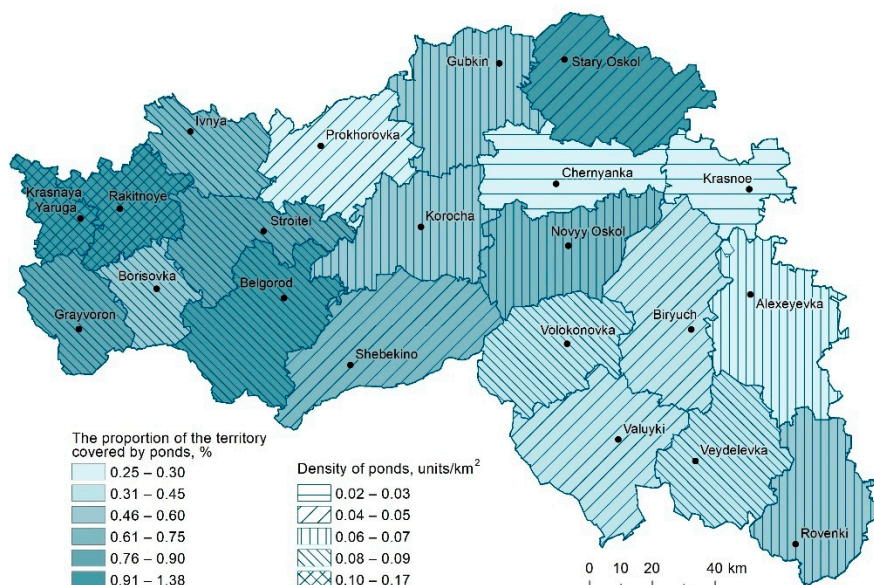 Gubkin
Stary Oskol
Ivnya
Prokhorovka
Chernyanka
Krasnoe
Krasnaya
Yaruga
Rakitnoye
Stroitel
Korocha
Novyy Oskol
Borisovka
Belgorod
Grayvoron
Alexeyevka
Biryuch
Volokonovka
Shebekino
Valuyki
Veydelevka
Rovenki
The proportion of the territory
covered by ponds, %
0.25 – 0.30
0.31 – 0.45
0.46 – 0.60
0.61 – 0.75
0.76 – 0.90
0.91 – 1.38
Density of ponds, units/km²
0.02 – 0.03
0.04 – 0.05
0.06 – 0.07
0.08 – 0.09
0.10 – 0.17
0 10 20 40 km